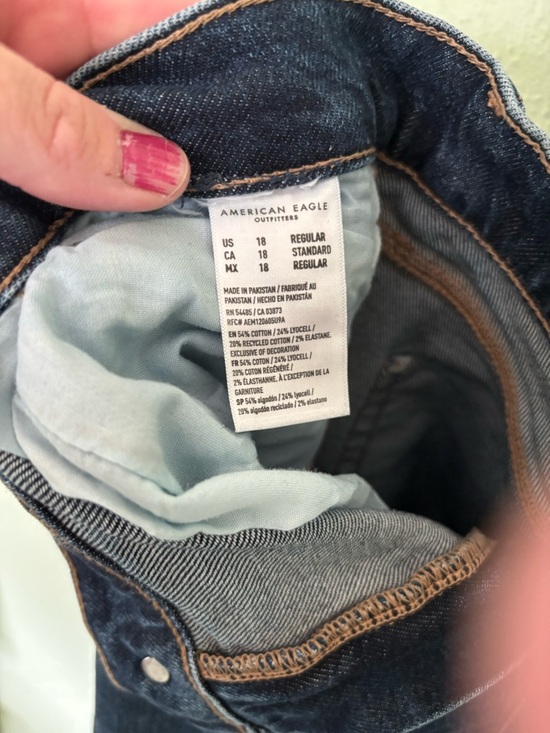 AMERICAN EAGLE
OUTFITTERS
US 18 REGULAR
CA 18 STANDARD
MX 18 REGULAR
MADE IN PAKISTAN / FABRIQUÉ AU
PAKISTAN / HECHO EN PAKISTÁN
RN 54485 / CA 03873
RFC# AEM120605U9A
EN 54% COTTON / 24% LYOCELL /
20% RECYCLED COTTON / 2% ELASTANE.
EXCLUSIVE OF DECORATION
FR 54% COTON / 24% LYOCELL /
20% COTON RÉGÉNÉRÉ /
2% ÉLASTHANNE. À L'EXCEPTION DE LA
GARNITURE
SP 54% algodón / 24% lyocell /
20% algodón reciclado / 2% elastano